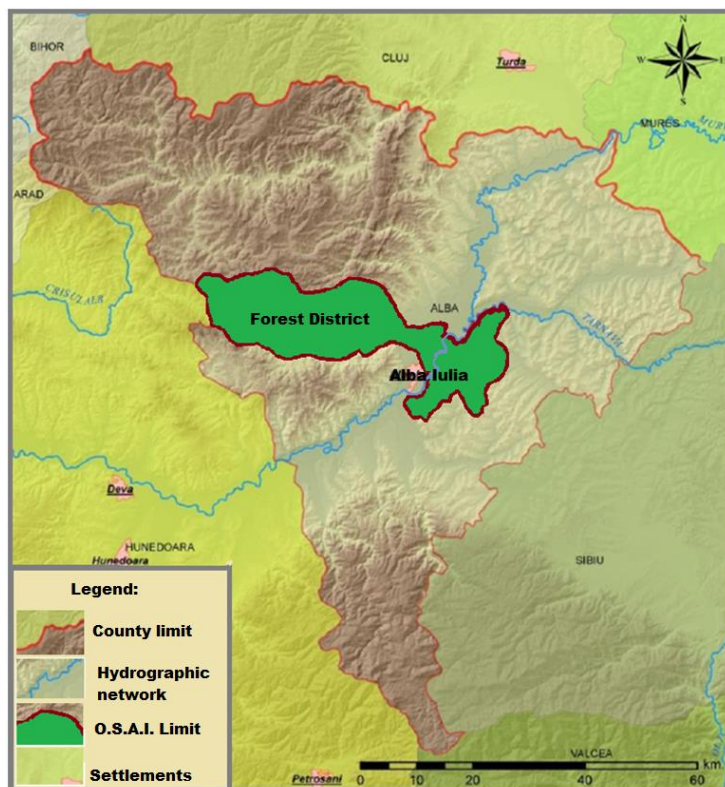 BIHOR
CLUJ
Turda
N
W
E
S
MURES
MURE
ARAD
CRISUL ALB
Forest District
ALBA
TARNAVA
Alba Iulia
Deva
HUNEDOARA
Hunedoara
SIBIU
Legend:
County limit
Hydrographic
network
O.S.A.I. Limit
Settlements
VALCEA
Petrosani
km
0 10 20 40 60